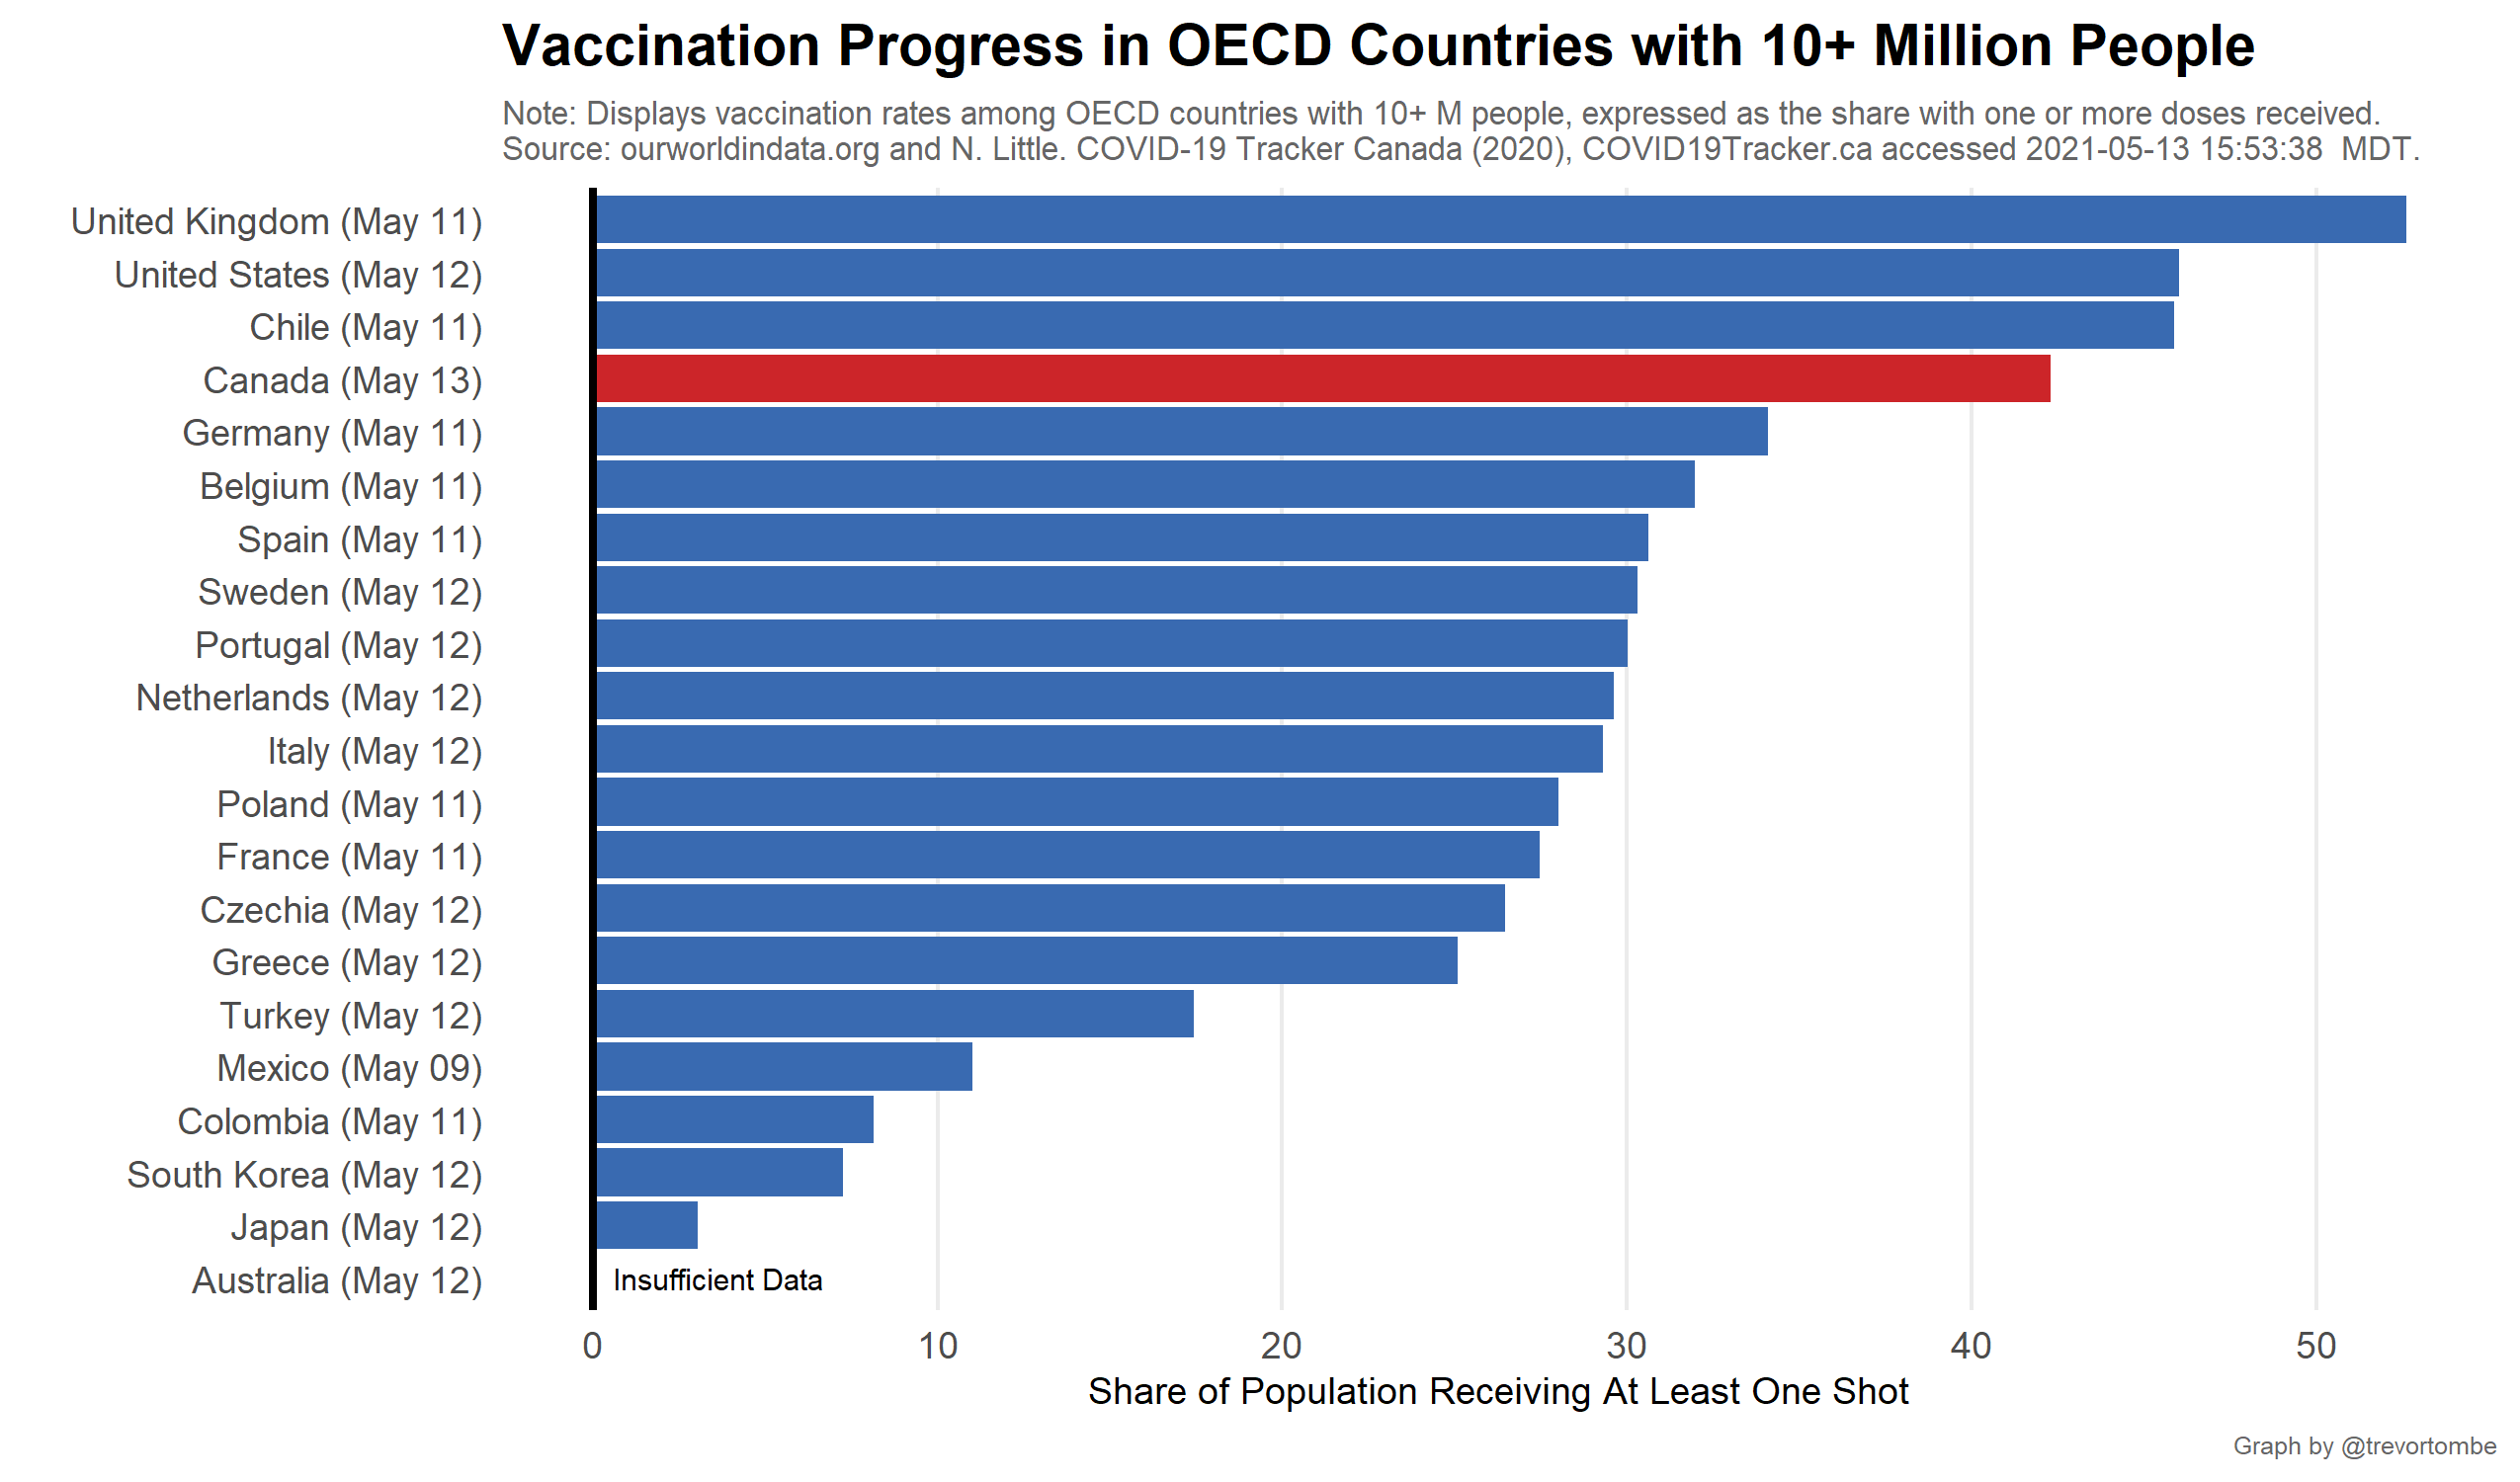 Vaccination Progress in OECD Countries with 10+ Million People
Note: Displays vaccination rates among OECD countries with 10+ M people, expressed as the share with one or more doses received.
Source: ourworldindata.org and N. Little. COVID-19 Tracker Canada (2020), COVID19Tracker.ca accessed 2021-05-13 15:53:38  MDT.
United Kingdom (May 11)
United States (May 12)
Chile (May 11)
Canada (May 13)
Germany (May 11)
Belgium (May 11)
Spain (May 11)
Sweden (May 12)
Portugal (May 12)
Netherlands (May 12)
Italy (May 12)
Poland (May 11)
France (May 11)
Czechia (May 12)
Greece (May 12)
Turkey (May 12)
Mexico (May 09)
Colombia (May 11)
South Korea (May 12)
Japan (May 12)
Australia (May 12) Insufficient Data
0 10 20 30 40 50
Share of Population Receiving At Least One Shot
Graph by @trevortombe